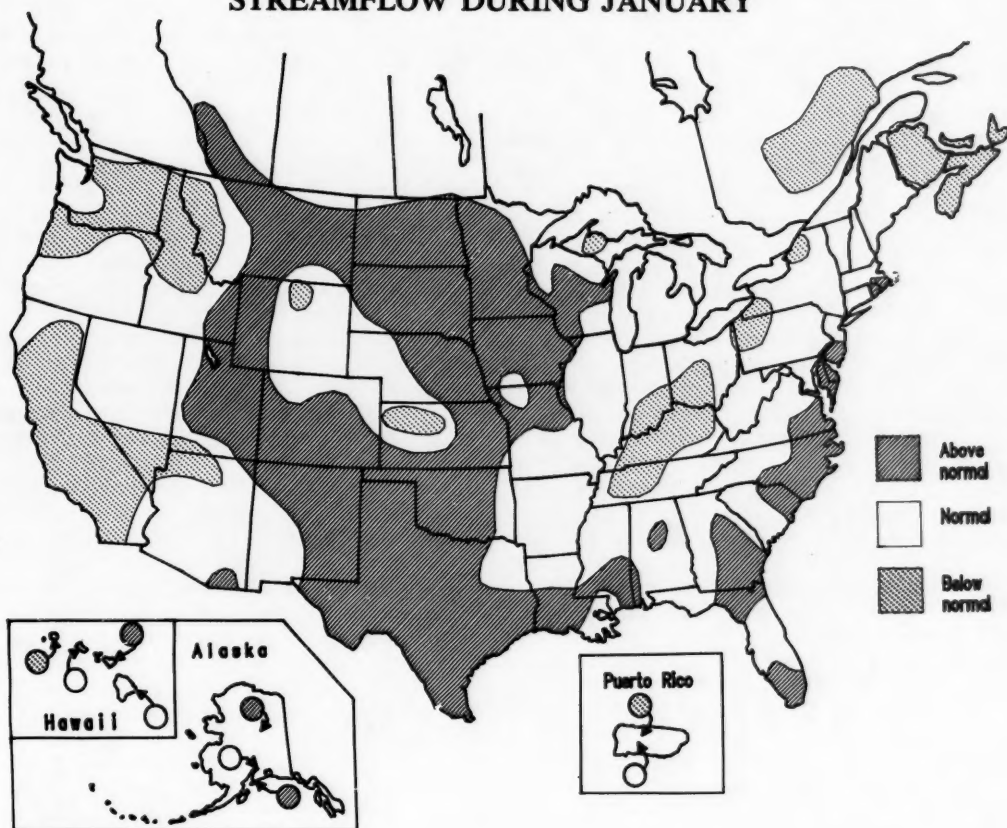 STREAMFLOW DURING JANUARY
Above
normal
Normal
Below
normal
Alaska
Hawaii
Puerto Rico